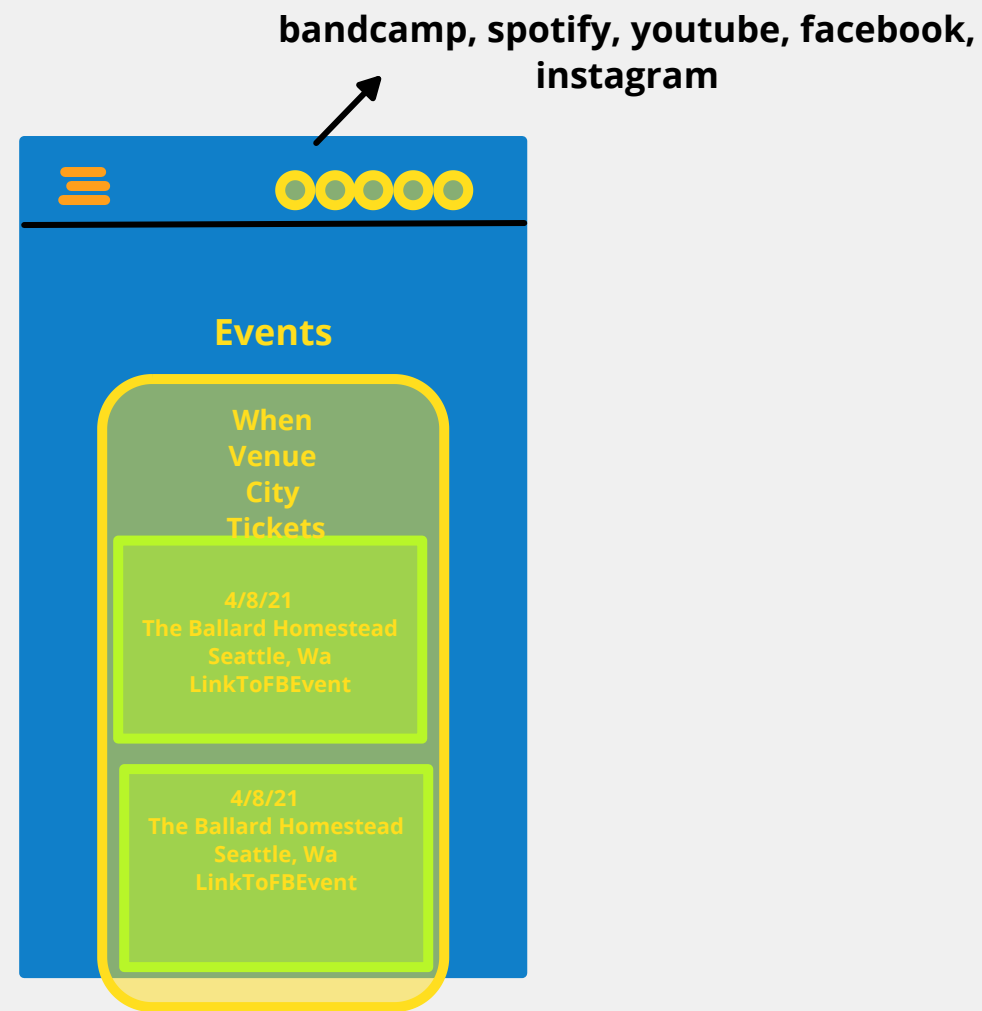 bandcamp, spotify, youtube, facebook,
instagram
Events
When
Venue
City
Tickets
4/8/21
The Ballard Homestead
Seattle, Wa
LinkToFBEvent
4/8/21
The Ballard Homestead
Seattle, Wa
LinkToFBEvent